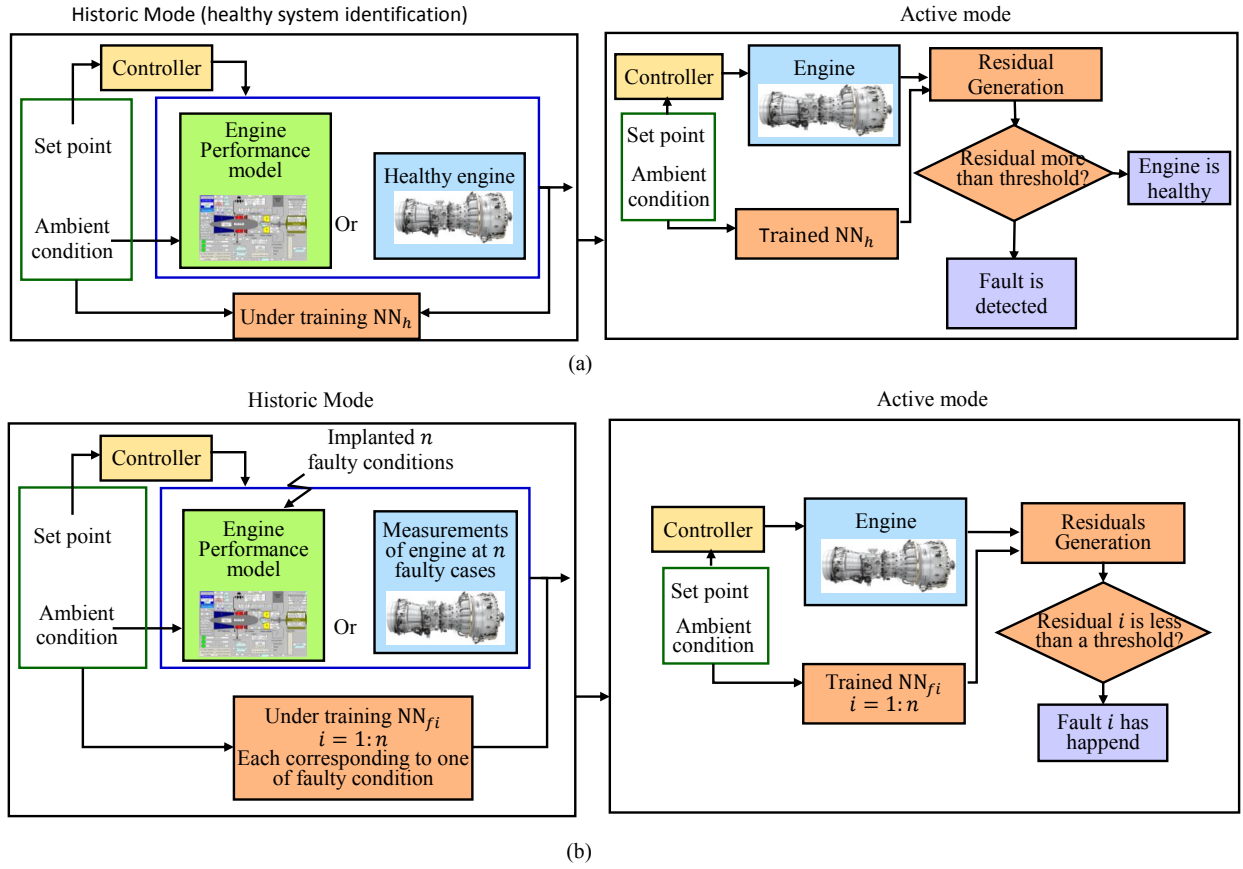 Historic Mode (healthy system identification)
Active mode
Controller
Set point
Ambient
condition
Engine
Performance
model
Or
Healthy engine
Under training NNₕ
Controller
Engine
Residual
Generation
Set point
Ambient
condition
Trained NNₕ
Residual more
than threshold?
Engine is
healthy
Fault is
detected
(a)
Historic Mode
Active mode
Controller
Implanted n
faulty conditions
Set point
Ambient
condition
Engine
Performance
model
Or
Measurements
of engine at n
faulty cases
Under training NN_fi
i = 1: n
Each corresponding to one
of faulty condition
Controller
Engine
Residuals
Generation
Set point
Ambient
condition
Trained NN_fi
i = 1: n
Residual i is less
than a threshold?
Fault i has
happend
(b)